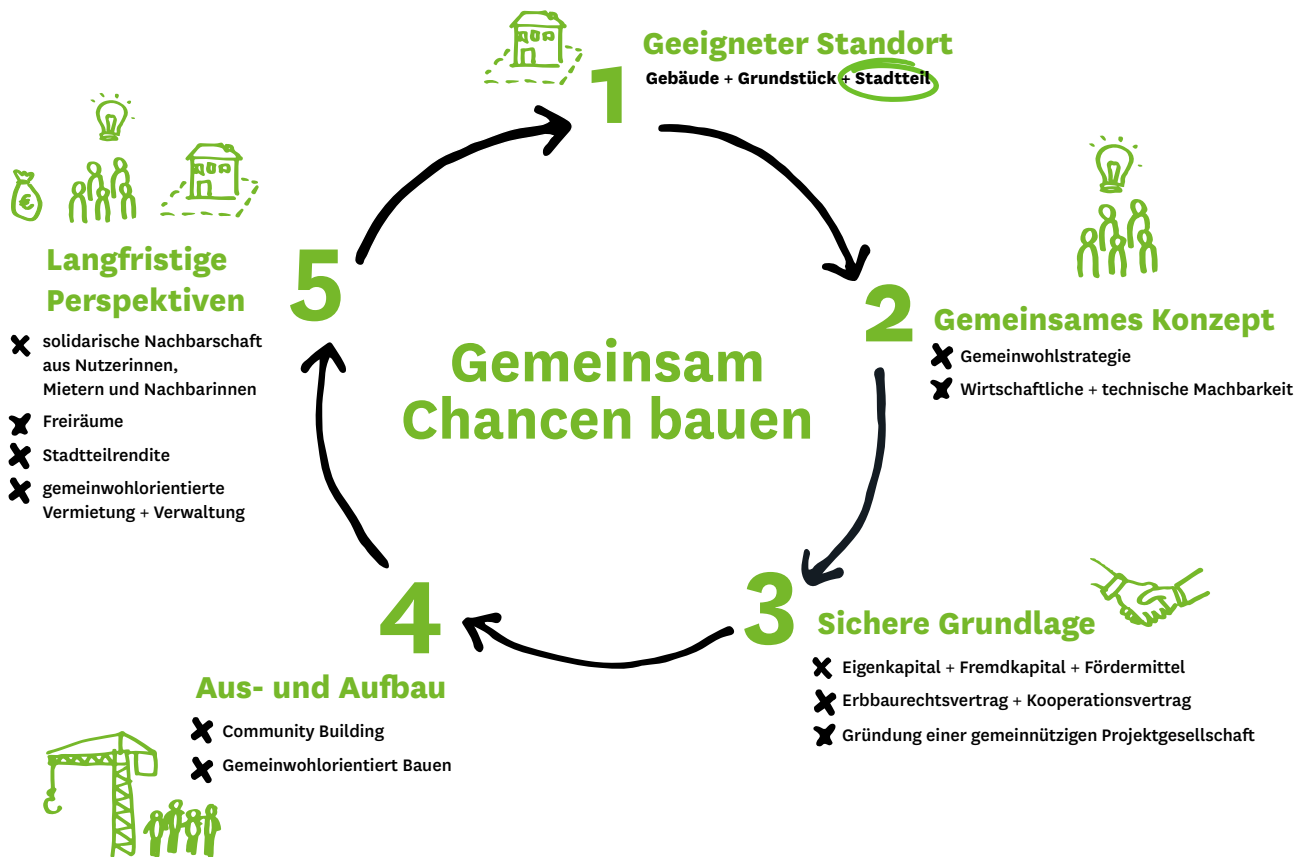 Gemeinsam
Chancen bauen
1
Geeigneter Standort
Gebäude + Grundstück + Stadtteil
2
Gemeinsames Konzept
Gemeinwohlstrategie
Wirtschaftliche + technische Machbarkeit
3
Sichere Grundlage
Eigenkapital + Fremdkapital + Fördermittel
Erbbaurechtsvertrag + Kooperationsvertrag
Gründung einer gemeinnützigen Projektgesellschaft
4
Aus- und Aufbau
Community Building
Gemeinwohlorientiert Bauen
5
€
Langfristige
Perspektiven
solidarische Nachbarschaft
aus Nutzerinnen,
Mietern und Nachbarinnen
Freiräume
Stadtteilrendite
gemeinwohlorientierte
Vermietung + Verwaltung